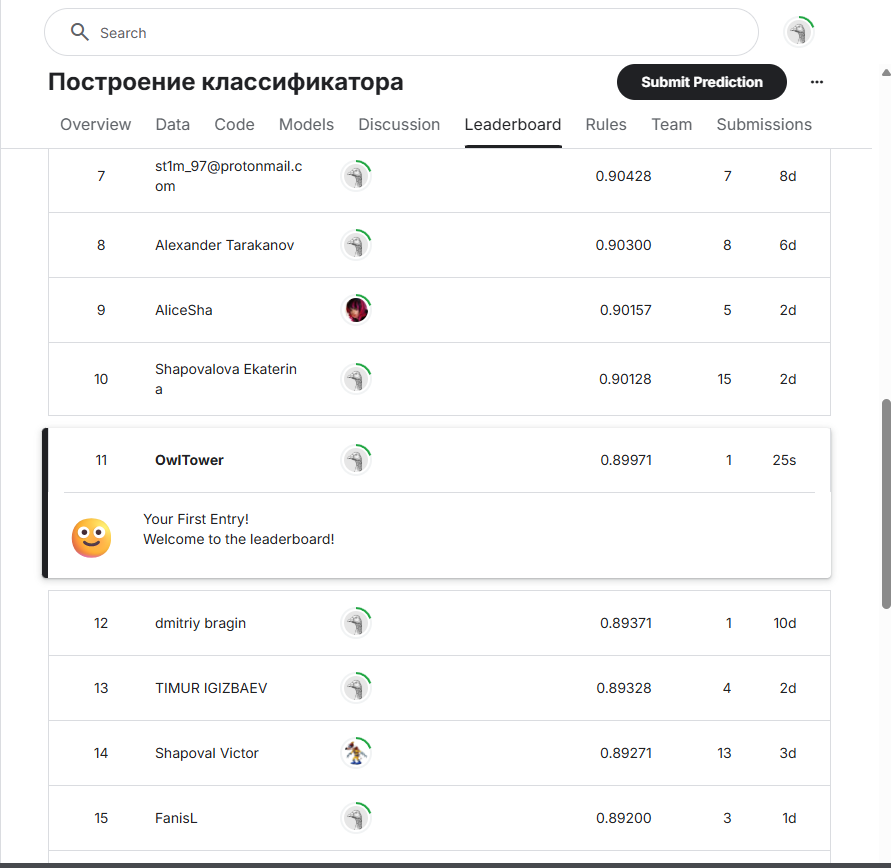 Search
Построение классификатора
Submit Prediction
Overview Data Code Models Discussion Leaderboard Rules Team Submissions
7 st1m_97@protonmail.c 0.90428 7 8d
om
8 Alexander Tarakanov 0.90300 8 6d
9 AliceSha 0.90157 5 2d
10 Shapovalova Ekaterin 0.90128 15 2d
a
11 OwlTower 0.89971 1 25s
Your First Entry!
Welcome to the leaderboard!
12 dmitriy bragin 0.89371 1 10d
13 TIMUR IGIZBAEV 0.89328 4 2d
14 Shapoval Victor 0.89271 13 3d
15 FanisL 0.89200 3 1d